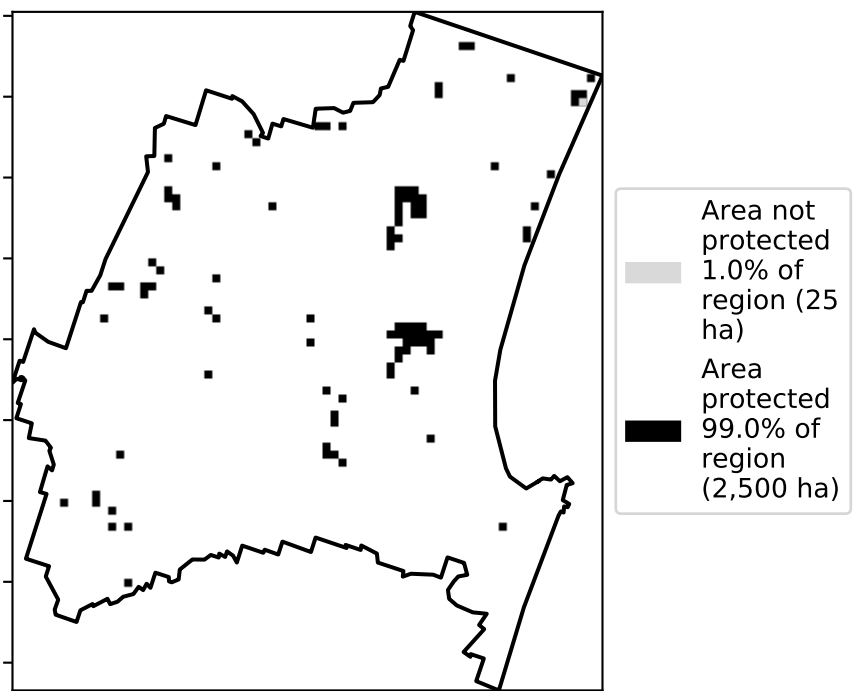 Area not
protected
1.0% of
region (25
ha)
Area
protected
99.0% of
region
(2,500 ha)